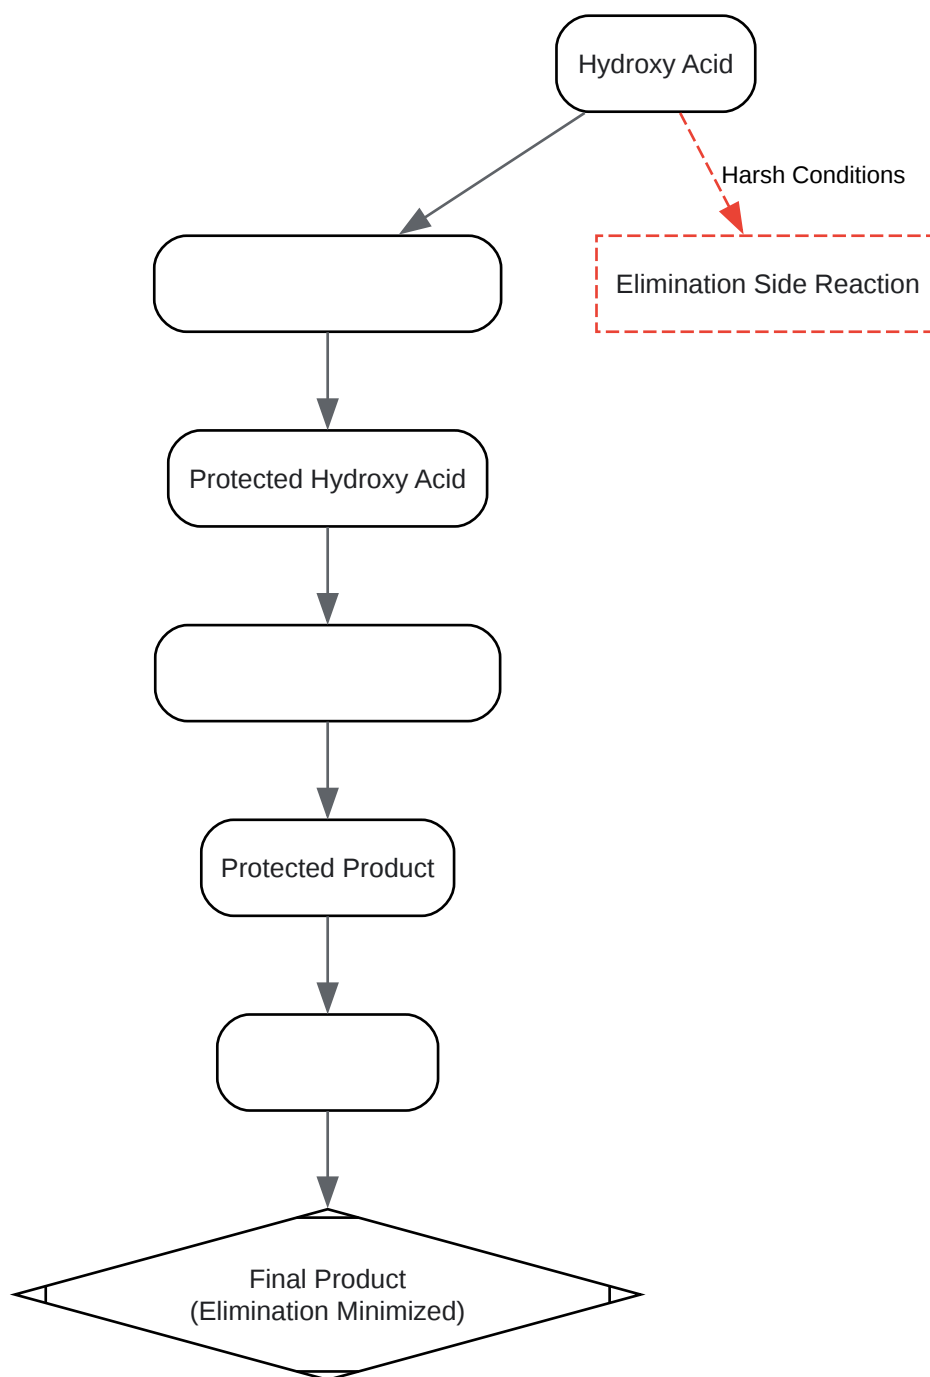 Hydroxy Acid
Harsh Conditions
Elimination Side Reaction
Protected Hydroxy Acid
Protected Product
Final Product
(Elimination Minimized)